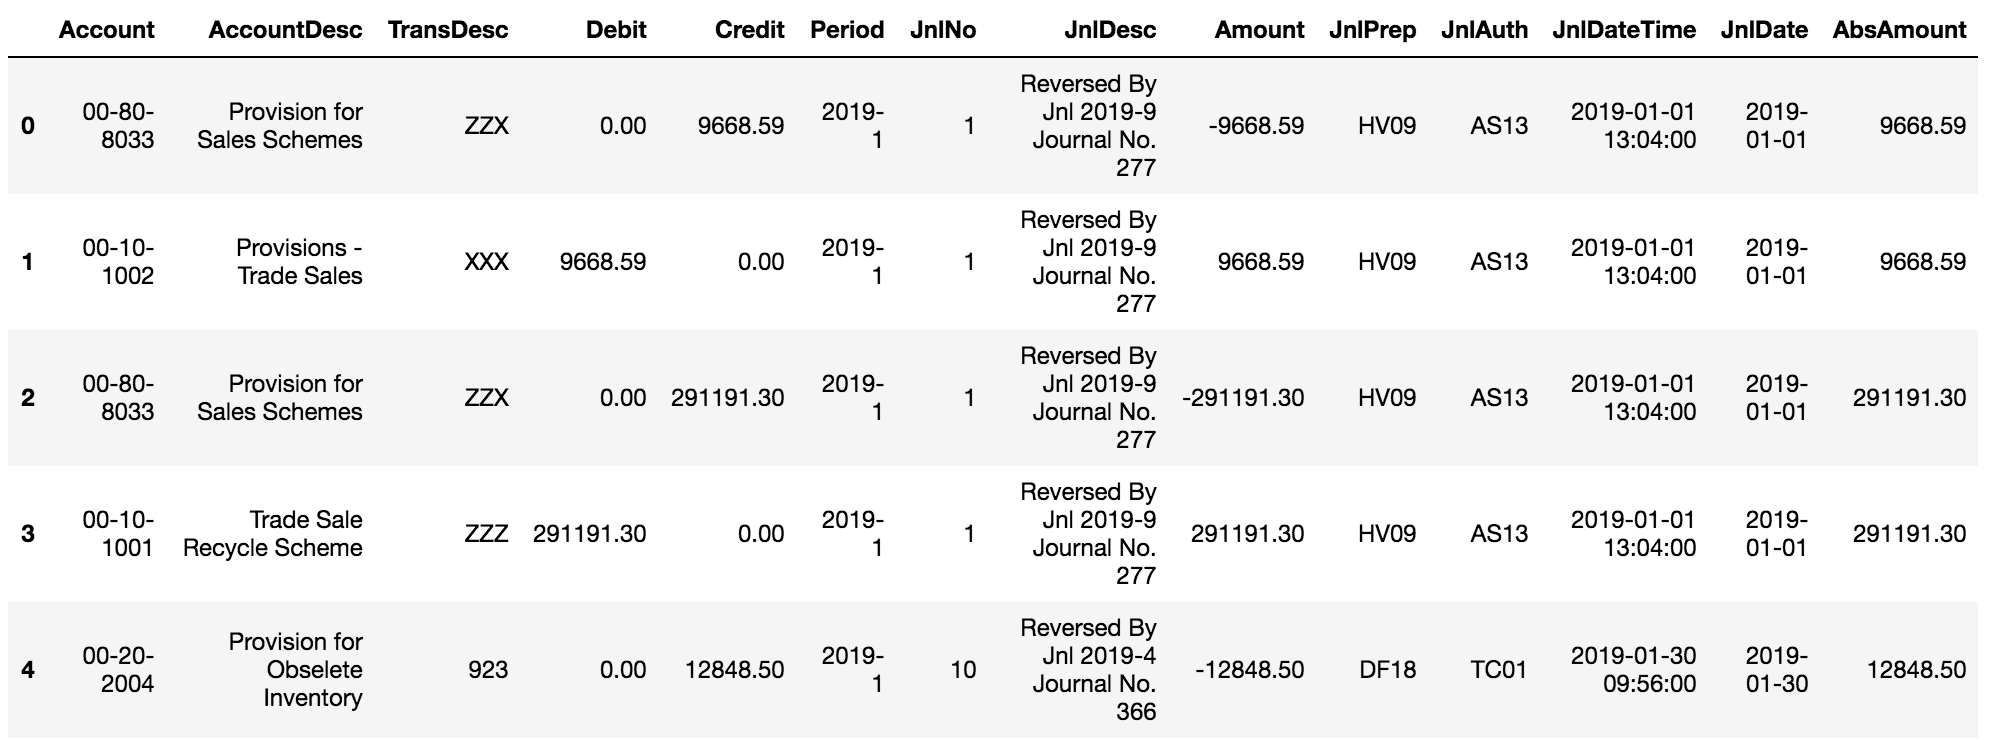 Account AccountDesc TransDesc Debit Credit Period JnlNo JnlDesc Amount JnlPrep JnlAuth JnlDateTime JnlDate AbsAmount
0 00-80-8033 Provision for Sales Schemes ZZX 0.00 9668.59 2019-1 1 Reversed By Jnl 2019-9 Journal No. 277 -9668.59 HV09 AS13 2019-01-01 13:04:00 2019-01-01 9668.59
1 00-10-1002 Provisions - Trade Sales XXX 9668.59 0.00 2019-1 1 Reversed By Jnl 2019-9 Journal No. 277 9668.59 HV09 AS13 2019-01-01 13:04:00 2019-01-01 9668.59
2 00-80-8033 Provision for Sales Schemes ZZX 0.00 291191.30 2019-1 1 Reversed By Jnl 2019-9 Journal No. 277 -291191.30 HV09 AS13 2019-01-01 13:04:00 2019-01-01 291191.30
3 00-10-1001 Trade Sale Recycle Scheme ZZZ 291191.30 0.00 2019-1 1 Reversed By Jnl 2019-9 Journal No. 277 291191.30 HV09 AS13 2019-01-01 13:04:00 2019-01-01 291191.30
4 00-20-2004 Provision for Obselete Inventory 923 0.00 12848.50 2019-1 10 Reversed By Jnl 2019-4 Journal No. 366 -12848.50 DF18 TC01 2019-01-30 09:56:00 2019-01-30 12848.50